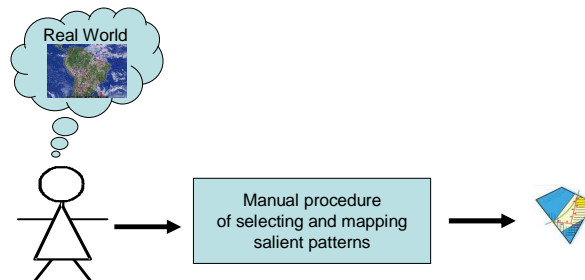 Real World
Manual procedure
of selecting and mapping
salient patterns